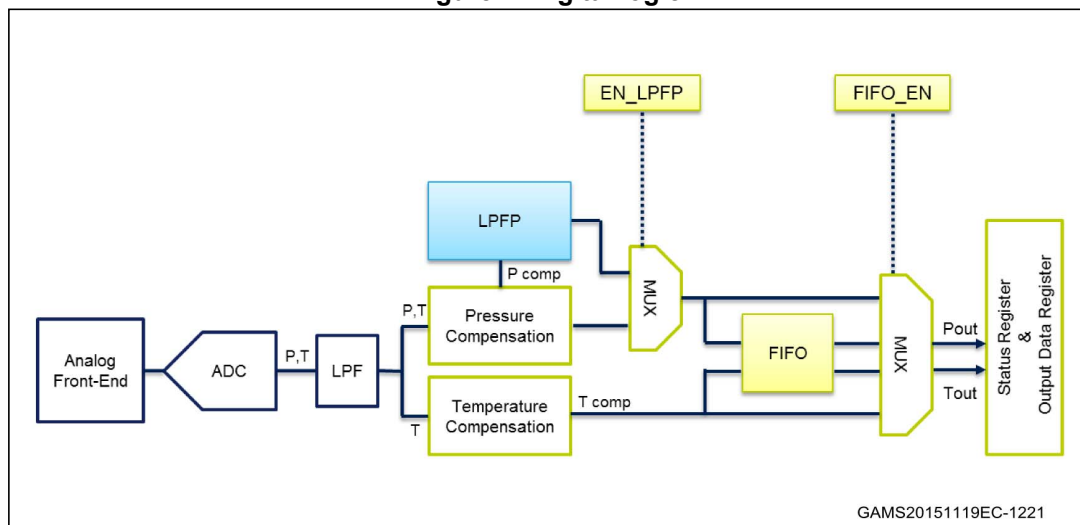 EN_LPFP
FIFO_EN
LPFP
P comp
P,T
Pressure
Compensation
MUX
Analog
Front-End
ADC
P,T
LPF
FIFO
MUX
Pout
Tout
Status Register
&
Output Data Register
T
Temperature
Compensation
T comp
GAMS20151119EC-1221